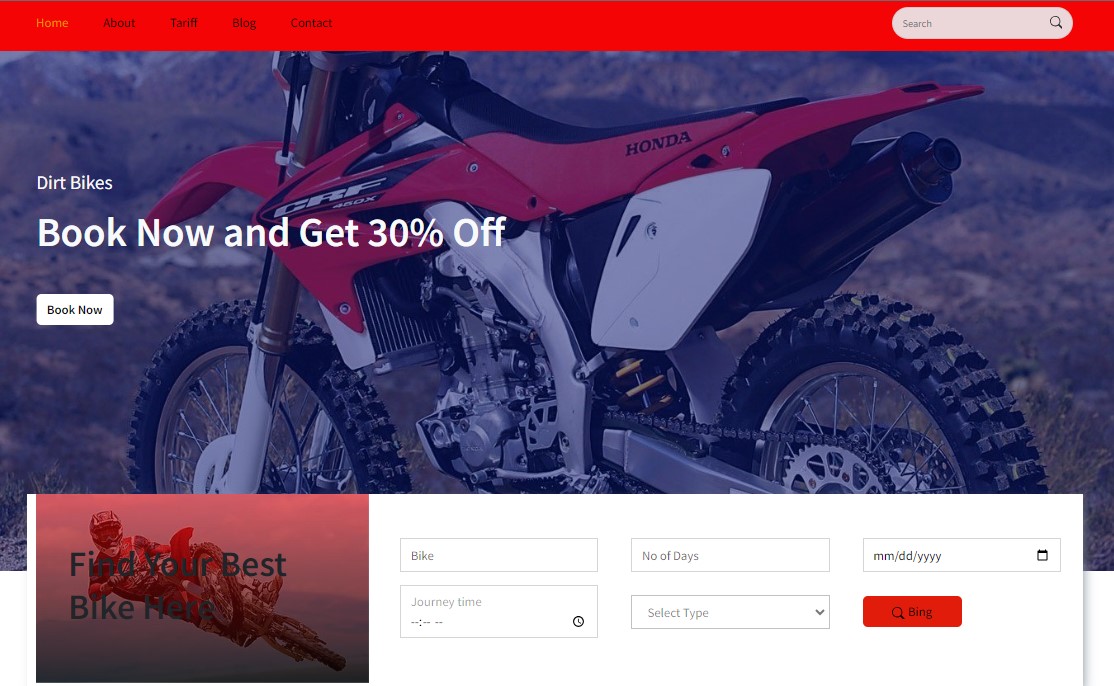 Home About Tariff Blog Contact Search
HONDA
CRF
450X
Dirt Bikes
Book Now and Get 30% Off
Book Now
Find Your Best
Bike Here
Bike No of Days mm/dd/yyyy
Journey time
--:-- --
Select Type
Bing